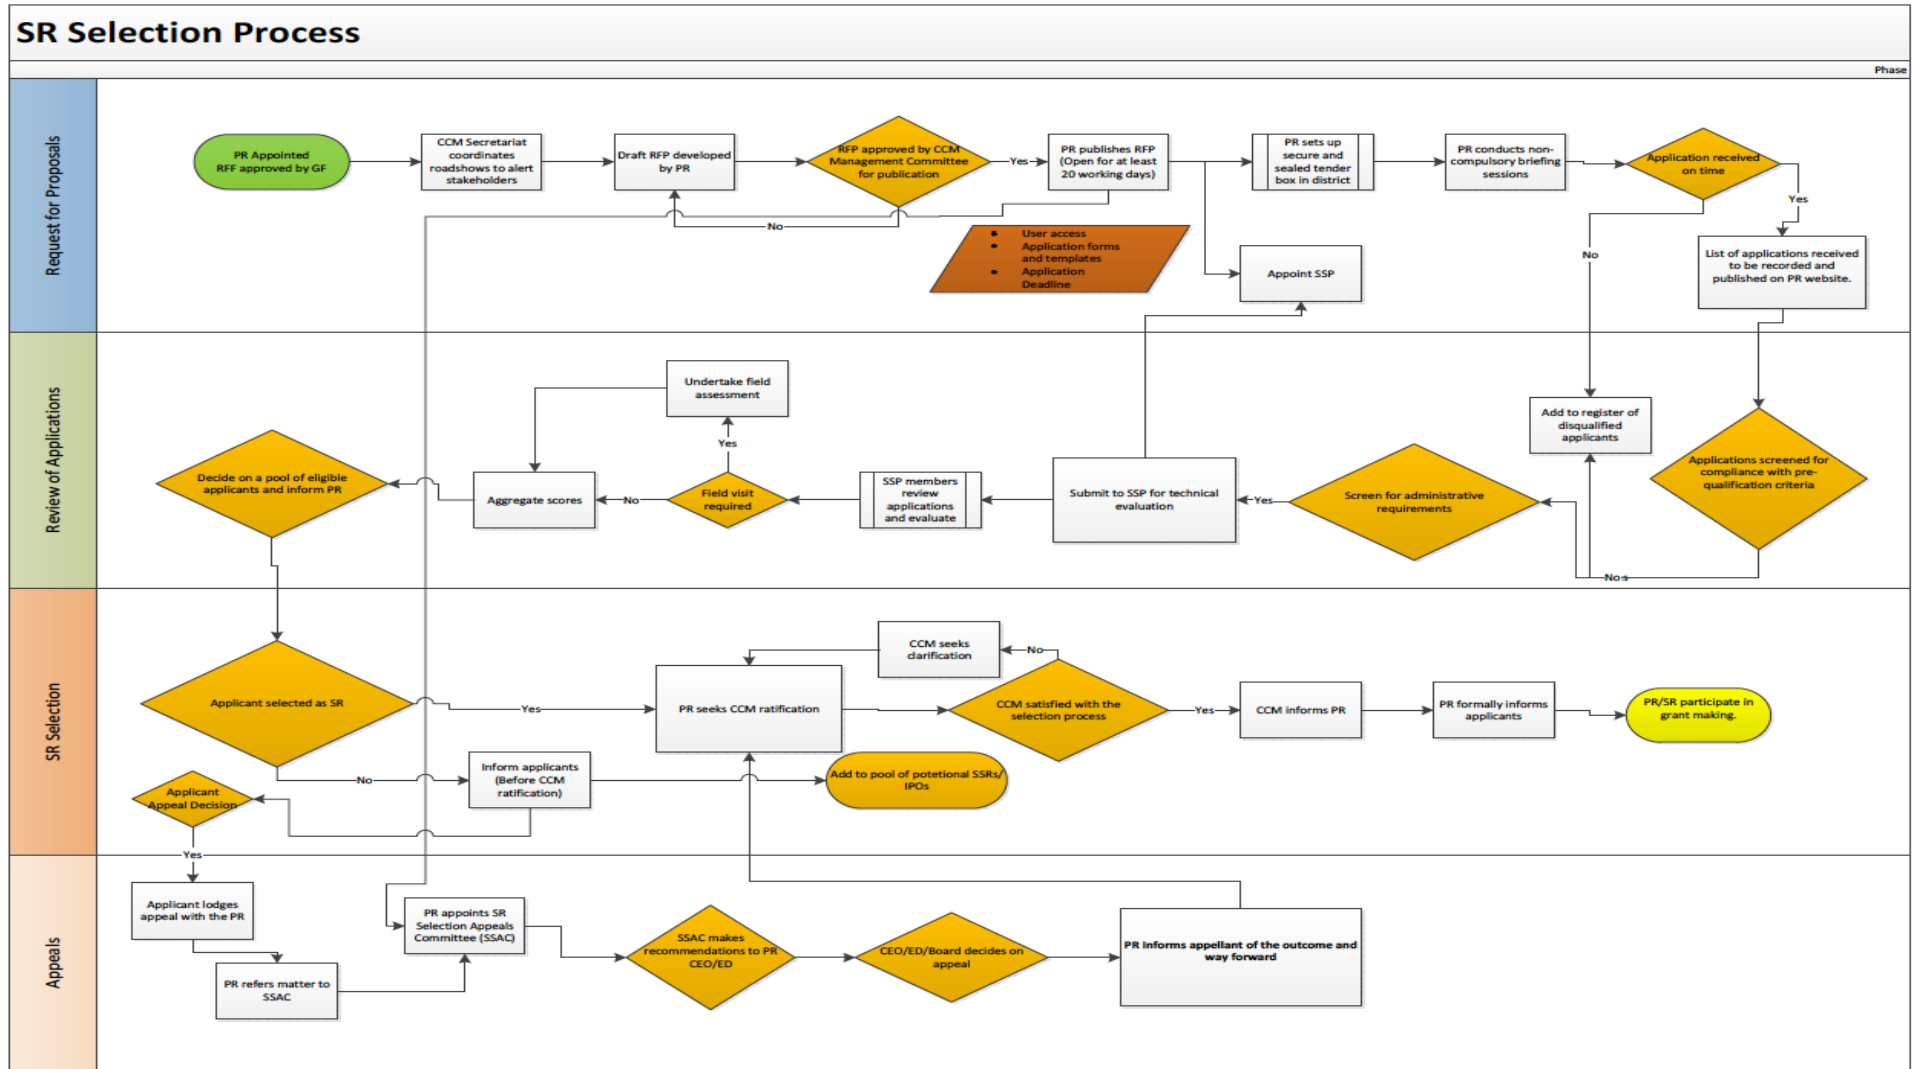 SR Selection Process
Phase
Request for Proposals
PR Appointed
RFF approved by GF
CCM Secretariat
coordinates
roadshows to alert
stakeholders
Draft RFP developed
by PR
RFP approved by CCM
Management Committee
for publication
Yes
No
PR publishes RFP
(Open for at least
20 working days)
PR sets up
secure and
sealed tender
box in district
PR conducts non-
compulsory briefing
sessions
Application received
on time
Yes
No
• User access
• Application forms
and templates
• Application
Deadline
Appoint SSP
List of applications received
to be recorded and
published on PR website.
Review of Applications
Undertake field
assessment
Yes
Decide on a pool of eligible
applicants and inform PR
Aggregate scores
No
Field visit
required
SSP members
review
applications
and evaluate
Submit to SSP for technical
evaluation
Yes
Screen for administrative
requirements
Add to register of
disqualified
applicants
Applications screened for
compliance with pre-
qualification criteria
No
SR Selection
Applicant selected as SR
Yes
No
PR seeks CCM ratification
CCM seeks
clarification
No
CCM satisfied with the
selection process
Yes
CCM informs PR
PR formally informs
applicants
PR/SR participate in
grant making.
Applicant
Appeal Decision
Inform applicants
(Before CCM
ratification)
Add to pool of potetional SSRs/
IPOs
Yes
Appeals
Applicant lodges
appeal with the PR
PR refers matter to
SSAC
PR appoints SR
Selection Appeals
Committee (SSAC)
SSAC makes
recommendations to PR
CEO/ED
CEO/ED/Board decides on
appeal
PR informs appellant of the outcome and
way forward